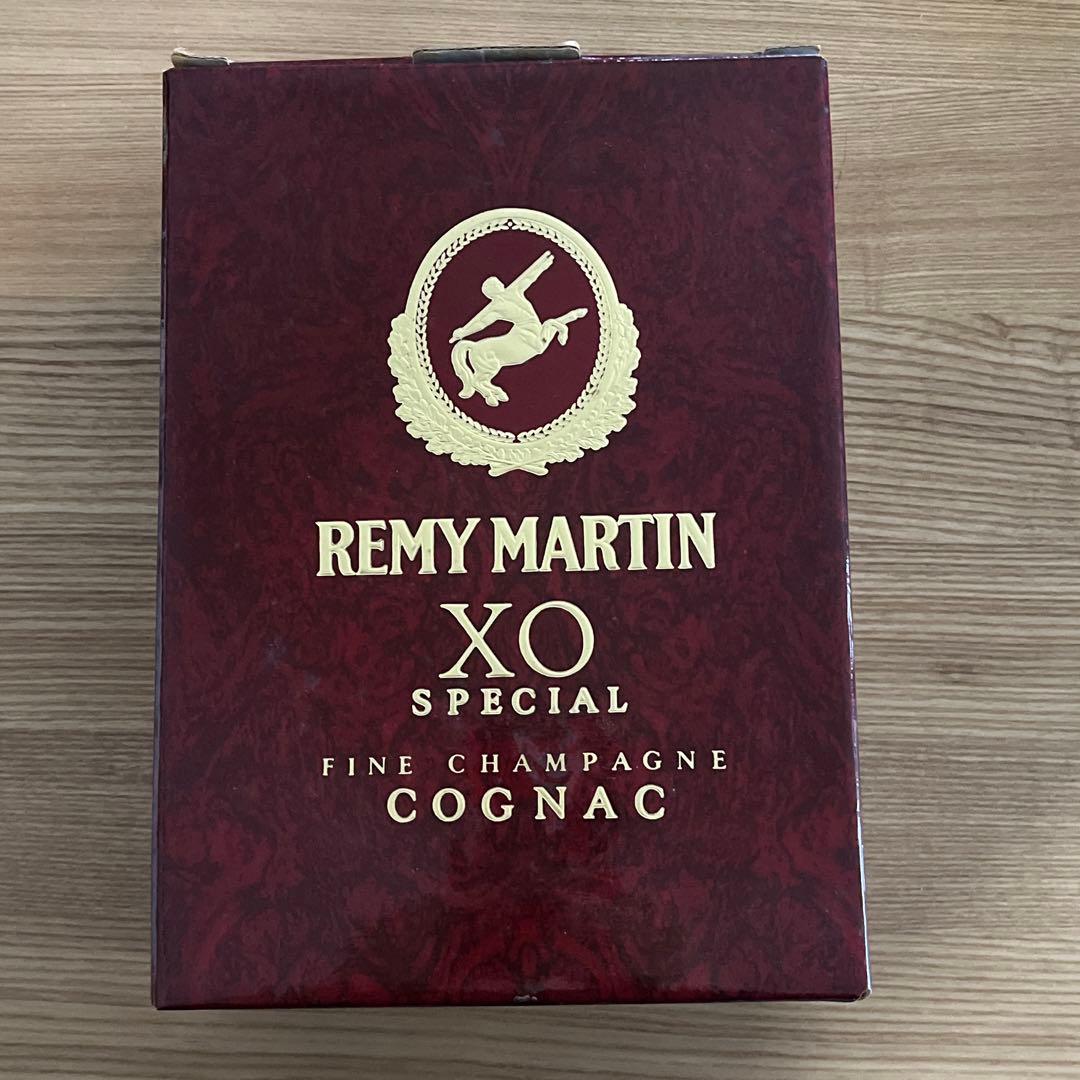 REMY MARTIN
XO
SPECIAL
FINE CHAMPAGNE
COGNAC